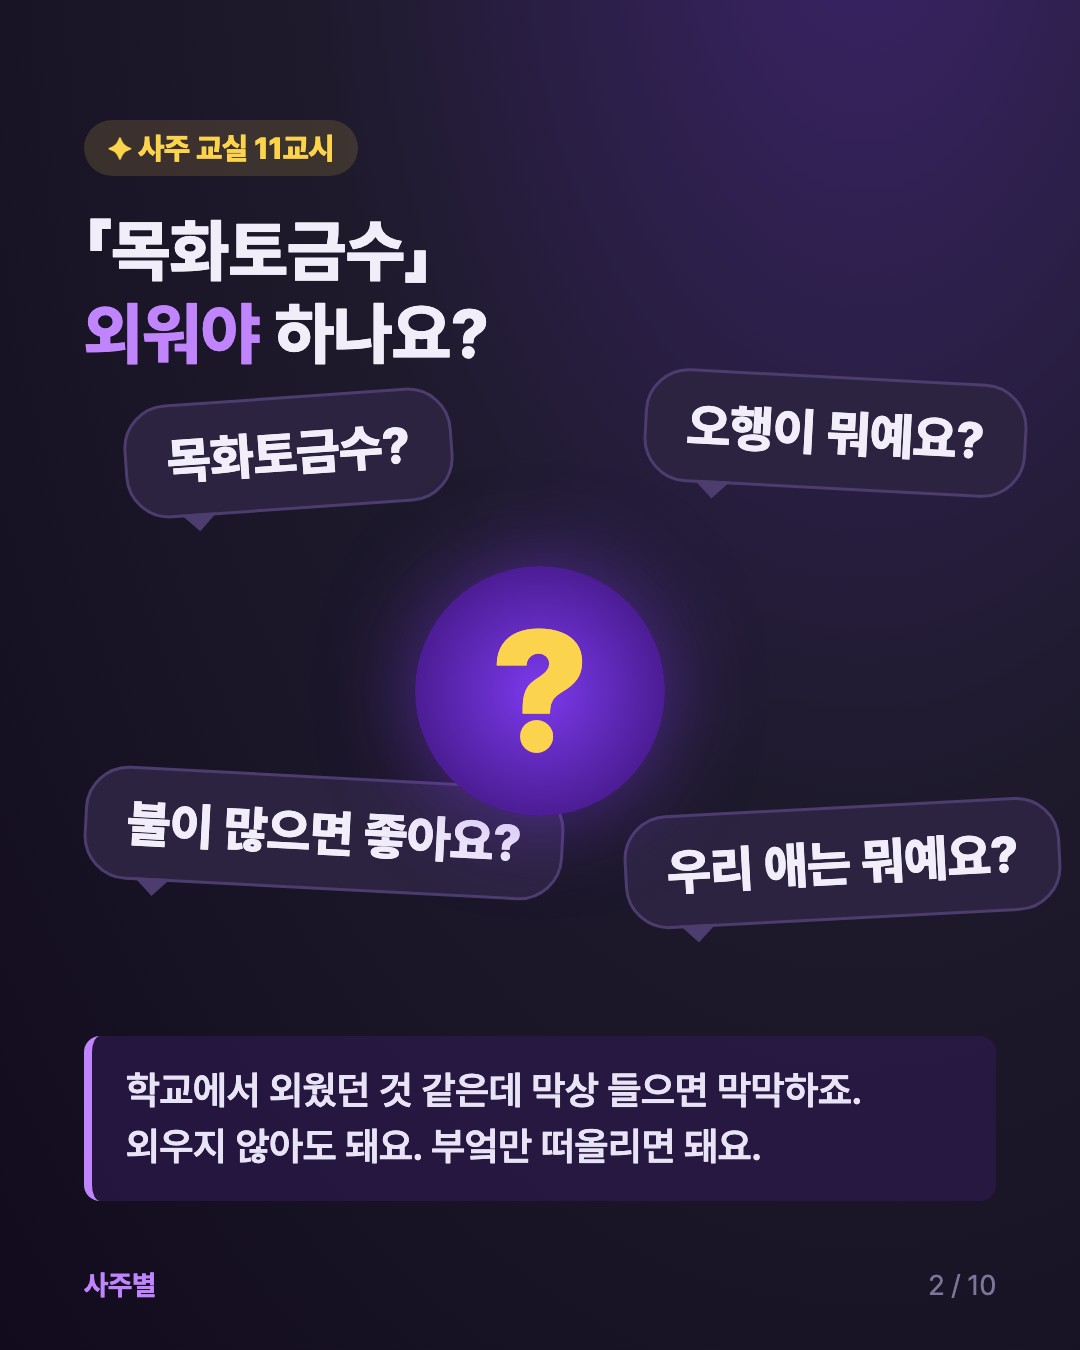 ✦ 사주 교실 11교시
「목화토금수」
외워야 하나요?
목화토금수?
오행이 뭐예요?
?
불이 많으면 좋아요?
우리 애는 뭐예요?
학교에서 외웠던 것 같은데 막상 들으면 막막하죠.
외우지 않아도 돼요. 부엌만 떠올리면 돼요.
사주별
2 / 10